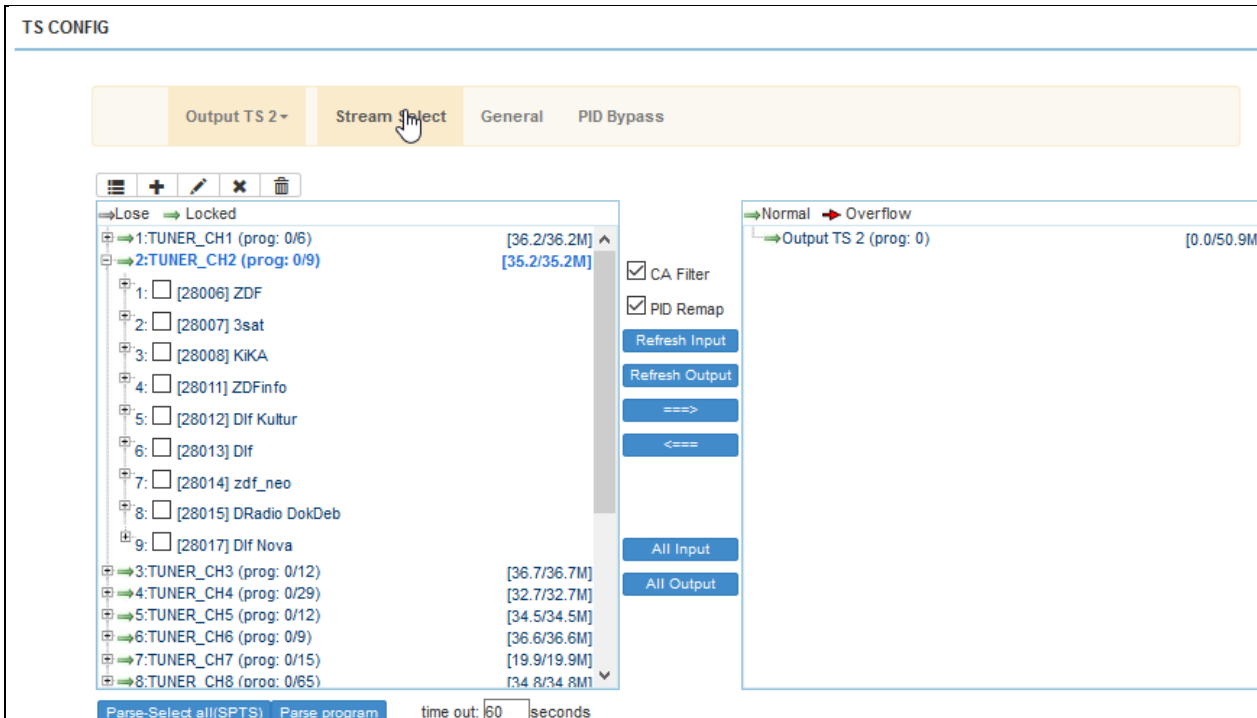 TS CONFIG
Output TS 2 Stream Select General PID Bypass
Lose Locked
1:TUNER_CH1 (prog: 0/6) [36.2/36.2M]
2:TUNER_CH2 (prog: 0/9) [35.2/35.2M]
1: [28006] ZDF
2: [28007] 3sat
3: [28008] KiKA
4: [28011] ZDFinfo
5: [28012] Dlf Kultur
6: [28013] Dlf
7: [28014] zdf_neo
8: [28015] DRadio DokDeb
9: [28017] Dlf Nova
3:TUNER_CH3 (prog: 0/12) [36.7/36.7M]
4:TUNER_CH4 (prog: 0/29) [32.7/32.7M]
5:TUNER_CH5 (prog: 0/12) [34.5/34.5M]
6:TUNER_CH6 (prog: 0/9) [36.6/36.6M]
7:TUNER_CH7 (prog: 0/15) [19.9/19.9M]
8:TUNER_CH8 (prog: 0/65) [34.8/34.8M]
CA Filter
PID Remap
Refresh Input
Refresh Output
===>
<===
All Input
All Output
Normal Overflow
Output TS 2 (prog: 0) [0.0/50.9M
Parse-Select all(SPTS) Parse program time out: 60 seconds